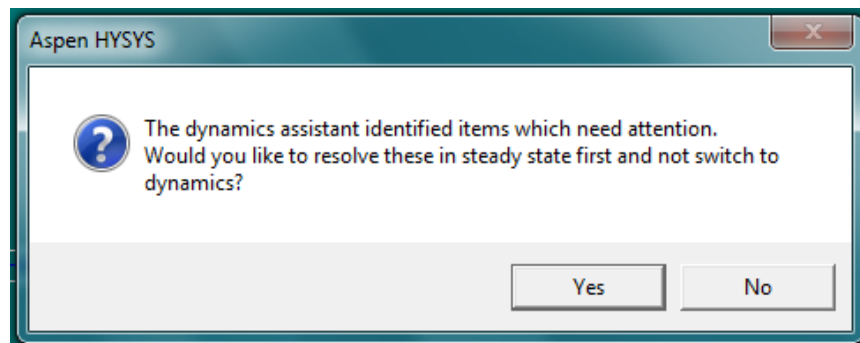 Aspen HYSYS
The dynamics assistant identified items which need attention.
Would you like to resolve these in steady state first and not switch to
dynamics?
Yes
No